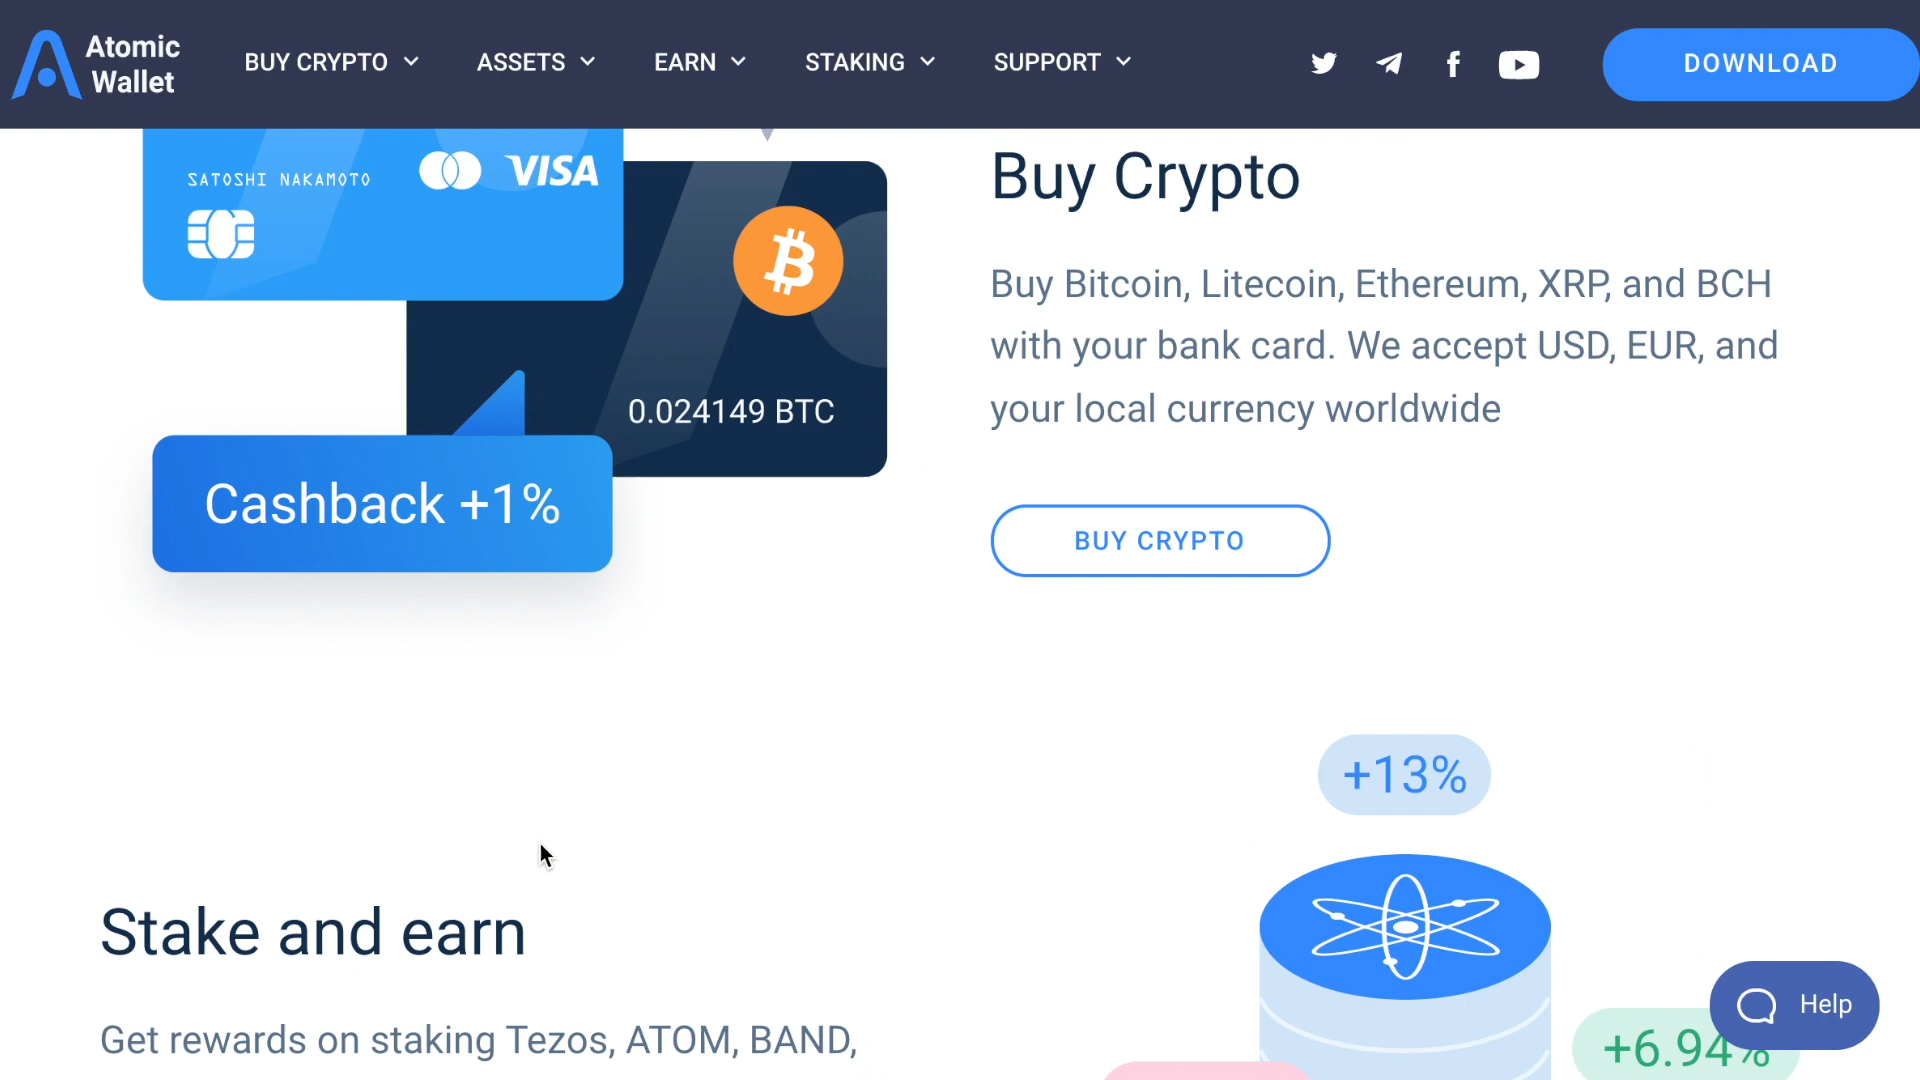 Atomic
Wallet
BUY CRYPTO
ASSETS
EARN
STAKING
SUPPORT
DOWNLOAD
SATOSHI NAKAMOTO
VISA
0.024149 BTC
Cashback +1%
Buy Crypto
Buy Bitcoin, Litecoin, Ethereum, XRP, and BCH
with your bank card. We accept USD, EUR, and
your local currency worldwide
BUY CRYPTO
+13%
Stake and earn
Get rewards on staking Tezos, ATOM, BAND,
+6.94%
Help